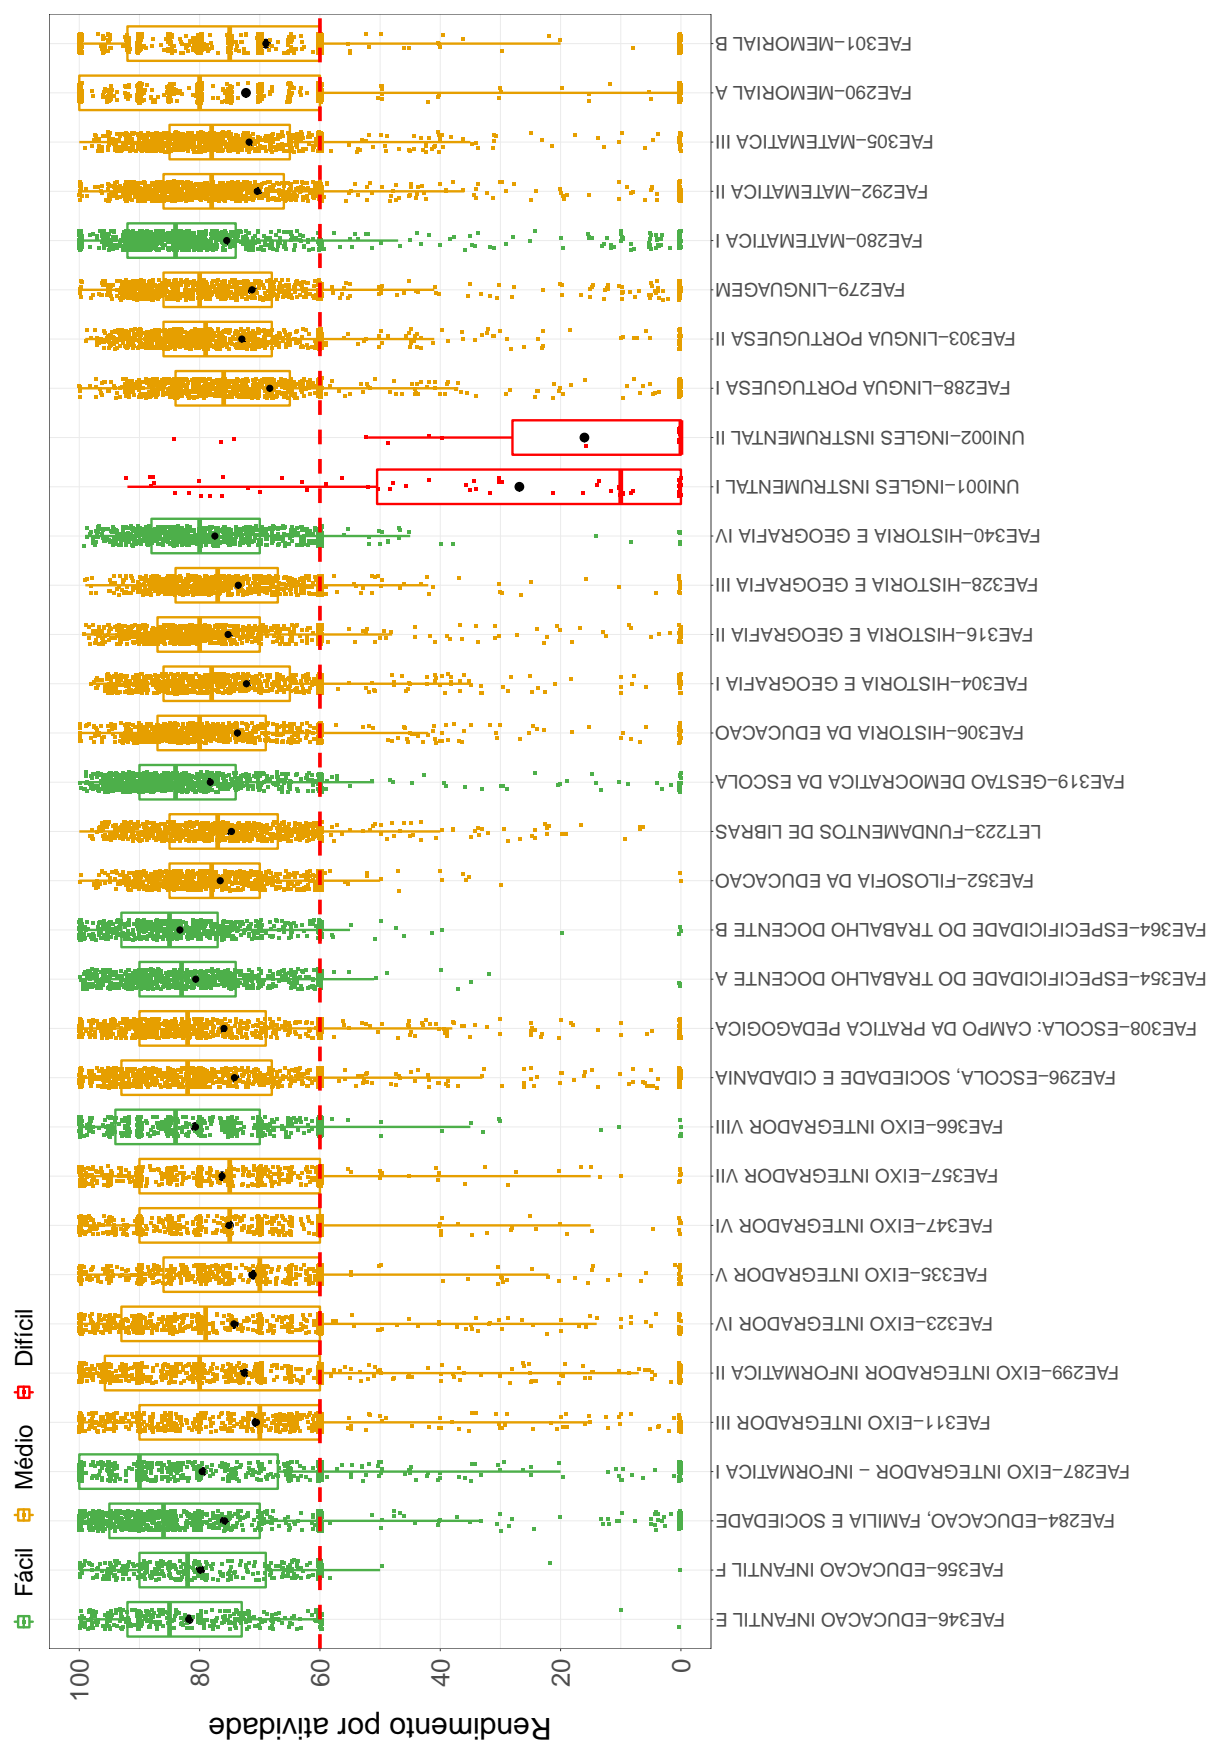 Fácil
Médio
Difícil
FAE301−MEMORIAL B
FAE290−MEMORIAL A
FAE305−MATEMATICA III
FAE292−MATEMATICA II
FAE280−MATEMATICA I
FAE279−LINGUAGEM
FAE303−LINGUA PORTUGUESA II
FAE288−LINGUA PORTUGUESA I
UNI002−INGLES INSTRUMENTAL II
UNI001−INGLES INSTRUMENTAL I
FAE340−HISTORIA E GEOGRAFIA IV
FAE328−HISTORIA E GEOGRAFIA III
FAE316−HISTORIA E GEOGRAFIA II
FAE304−HISTORIA E GEOGRAFIA I
FAE306−HISTORIA DA EDUCACAO
FAE319−GESTAO DEMOCRATICA DA ESCOLA
LET223−FUNDAMENTOS DE LIBRAS
FAE352−FILOSOFIA DA EDUCACAO
FAE364−ESPECIFICIDADE DO TRABALHO DOCENTE B
FAE354−ESPECIFICIDADE DO TRABALHO DOCENTE A
FAE308−ESCOLA: CAMPO DA PRATICA PEDAGOGICA
FAE296−ESCOLA, SOCIEDADE E CIDADANIA
FAE366−EIXO INTEGRADOR VIII
FAE357−EIXO INTEGRADOR VII
FAE347−EIXO INTEGRADOR VI
FAE335−EIXO INTEGRADOR V
FAE323−EIXO INTEGRADOR IV
FAE299−EIXO INTEGRADOR INFORMATICA II
FAE311−EIXO INTEGRADOR III
FAE287−EIXO INTEGRADOR − INFORMATICA I
FAE284−EDUCACAO, FAMILIA E SOCIEDADE
FAE356−EDUCACAO INFANTIL F
FAE346−EDUCACAO INFANTIL E
100
80
60
40
20
0
Rendimento por atividade